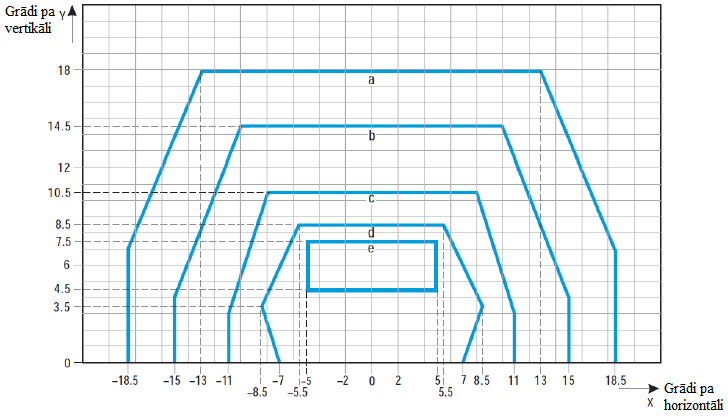 Grādi pa
vertikāli
Y
18
a
14.5
b
12
10.5
c
8.5
d
7.5
e
6
4.5
3.5
0
–18.5 –15 –13 –11 –7 –5 –2 0 2 5 7 8.5 11 13 15 18.5
–8.5 –5.5 5.5
X
Grādi pa
horizontāli